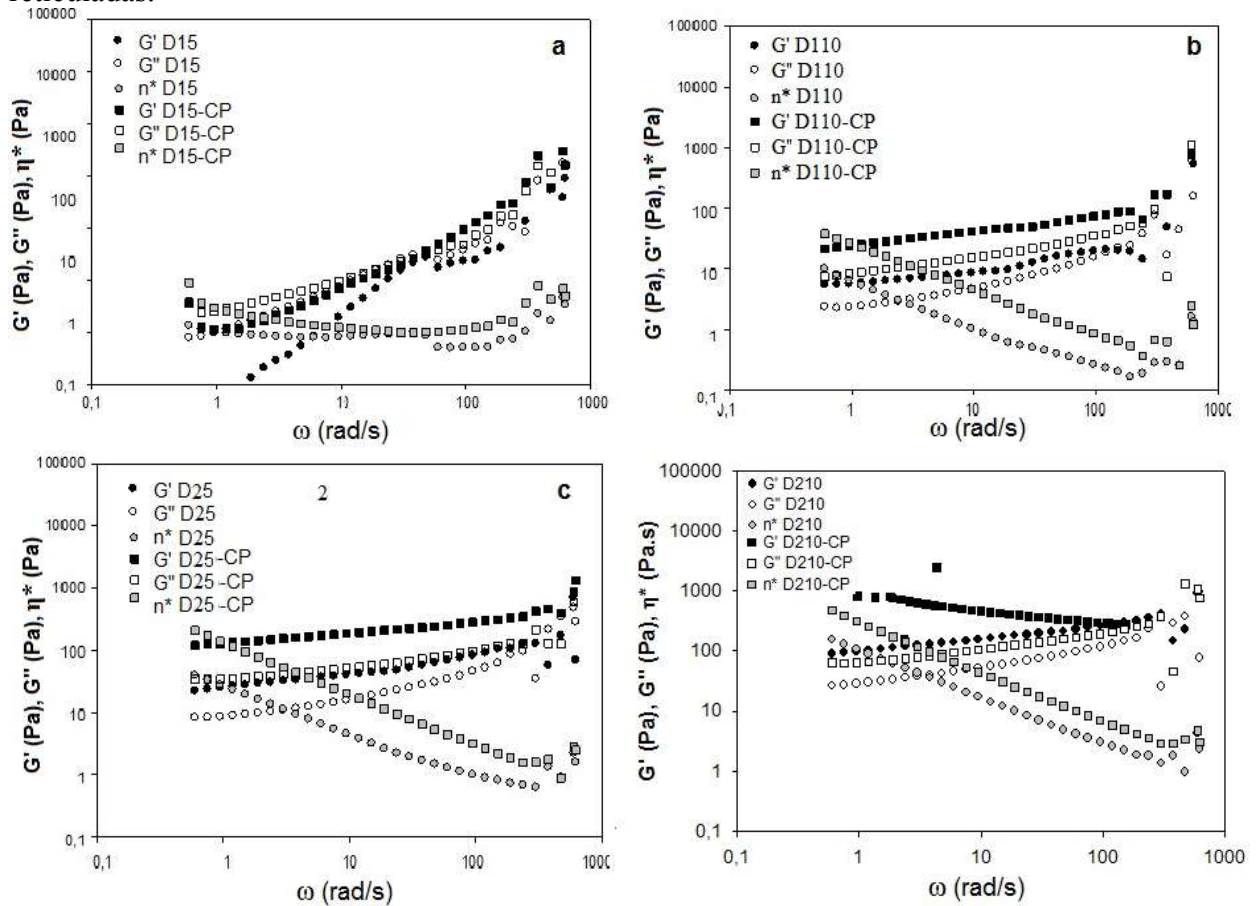 reticuladas.
100000
10000
1000
100
10
1
0,1
G' (Pa), G" (Pa), η* (Pa)
G' D15
G" D15
n* D15
G' D15-CP
G" D15-CP
n* D15-CP
a
0,1
1
10
100
1000
ω (rad/s)
100000
10000
1000
100
10
1
0,1
G' (Pa), G" (Pa), η* (Pa)
G' D110
G" D110
n* D110
G' D110-CP
G" D110-CP
n* D110-CP
b
0,1
1
10
100
1000
ω (rad/s)
100000
10000
1000
100
10
1
0,1
G' (Pa), G" (Pa), η* (Pa)
G' D25
G" D25
n* D25
G' D25-CP
G" D25-CP
n* D25-CP
2
c
0,1
1
10
100
1000
ω (rad/s)
100000
10000
1000
100
10
1
0,1
G' (Pa), G" (Pa), η* (Pa.s)
G' D210
G" D210
n* D210
G' D210-CP
G" D210-CP
n* D210-CP
0,1
1
10
100
1000
ω (rad/s)